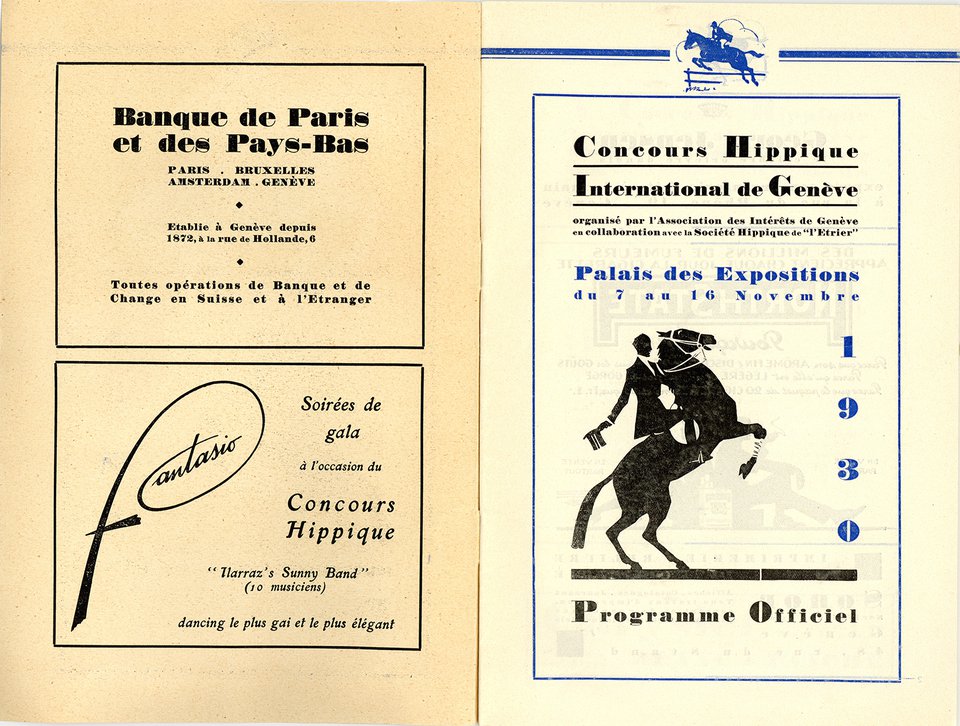 Banque de Paris
et des Pays-Bas
PARIS . BRUXELLES
AMSTERDAM . GENÈVE
Etablie à Genève depuis
1872, à la rue de Hollande, 6
Toutes opérations de Banque et de
Change en Suisse et à l'Etranger
Fantasio
Soirées de
gala
à l'occasion du
Concours
Hippique
"Harraz's Sunny Band"
(10 musiciens)
dancing le plus gai et le plus élégant
Concours Hippique
International de Genève
organisé par l'Association des Intérêts de Genève
en collaboration avec la Société Hippique de "l'Etrier"
Palais des Expositions
du 7 au 16 Novembre
1
9
3
0
Programme Officiel